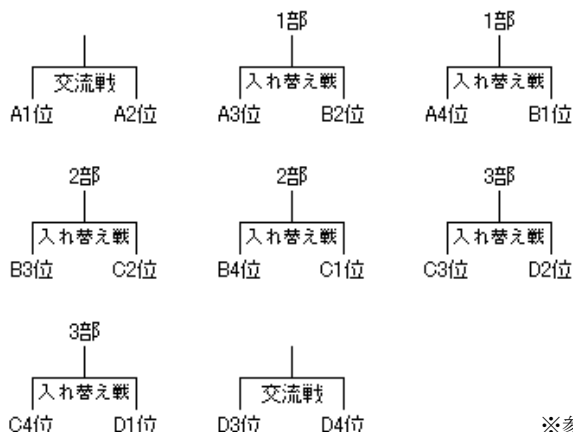 1部 1部
交流戦 入れ替え戦 入れ替え戦
A1位 A2位 A3位 B2位 A4位 B1位
2部 2部 3部
入れ替え戦 入れ替え戦 入れ替え戦
B3位 C2位 B4位 C1位 C3位 D2位
3部
入れ替え戦 交流戦
C4位 D1位 D3位 D4位 ※